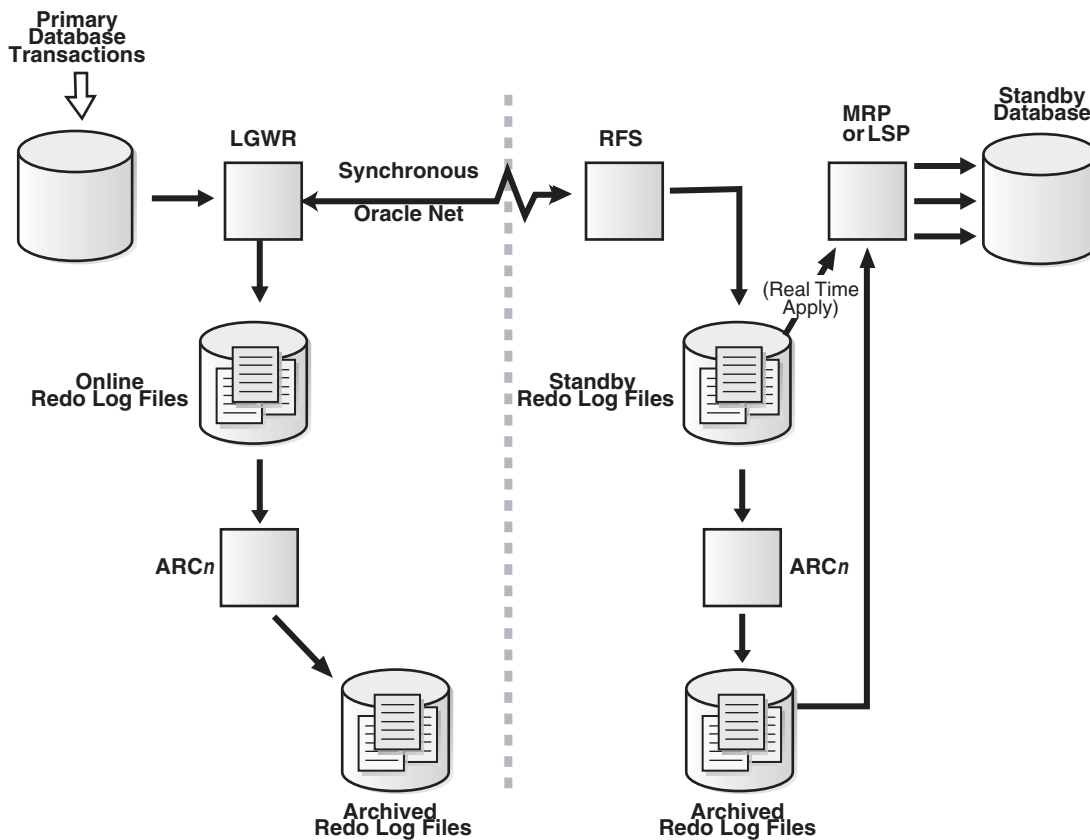 Primary
Database
Transactions
LGWR
Synchronous
Oracle Net
RFS
MRP
or LSP
Standby
Database
(Real Time
Apply)
Online
Redo Log Files
Standby
Redo Log Files
ARCn
ARCn
Archived
Redo Log Files
Archived
Redo Log Files